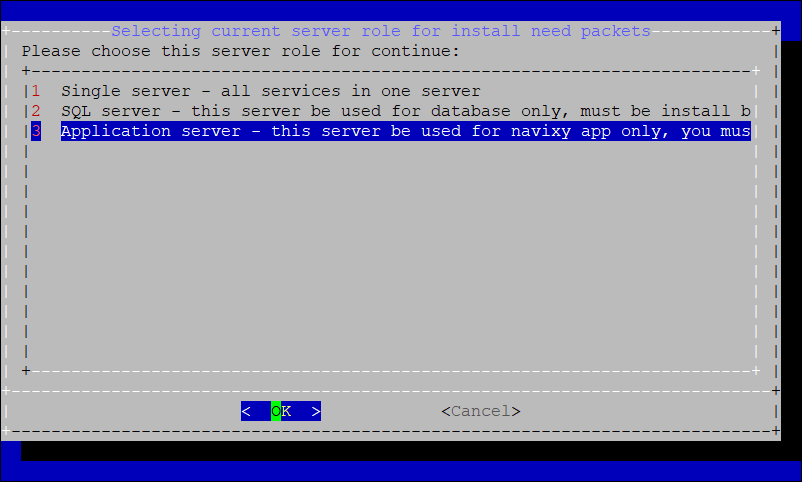 Selecting current server role for install need packets
Please choose this server role for continue:
1 Single server - all services in one server
2 SQL server - this server be used for database only, must be install b
3 Application server - this server be used for navixy app only, you mus
< OK > <Cancel>